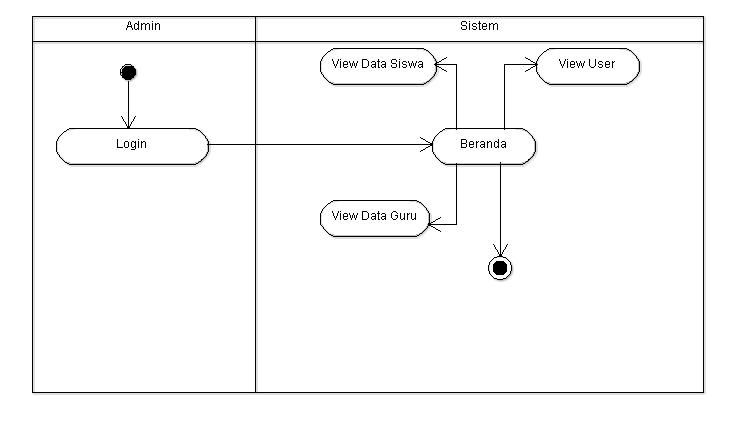 Admin
Sistem
View Data Siswa
View User
Login
Beranda
View Data Guru